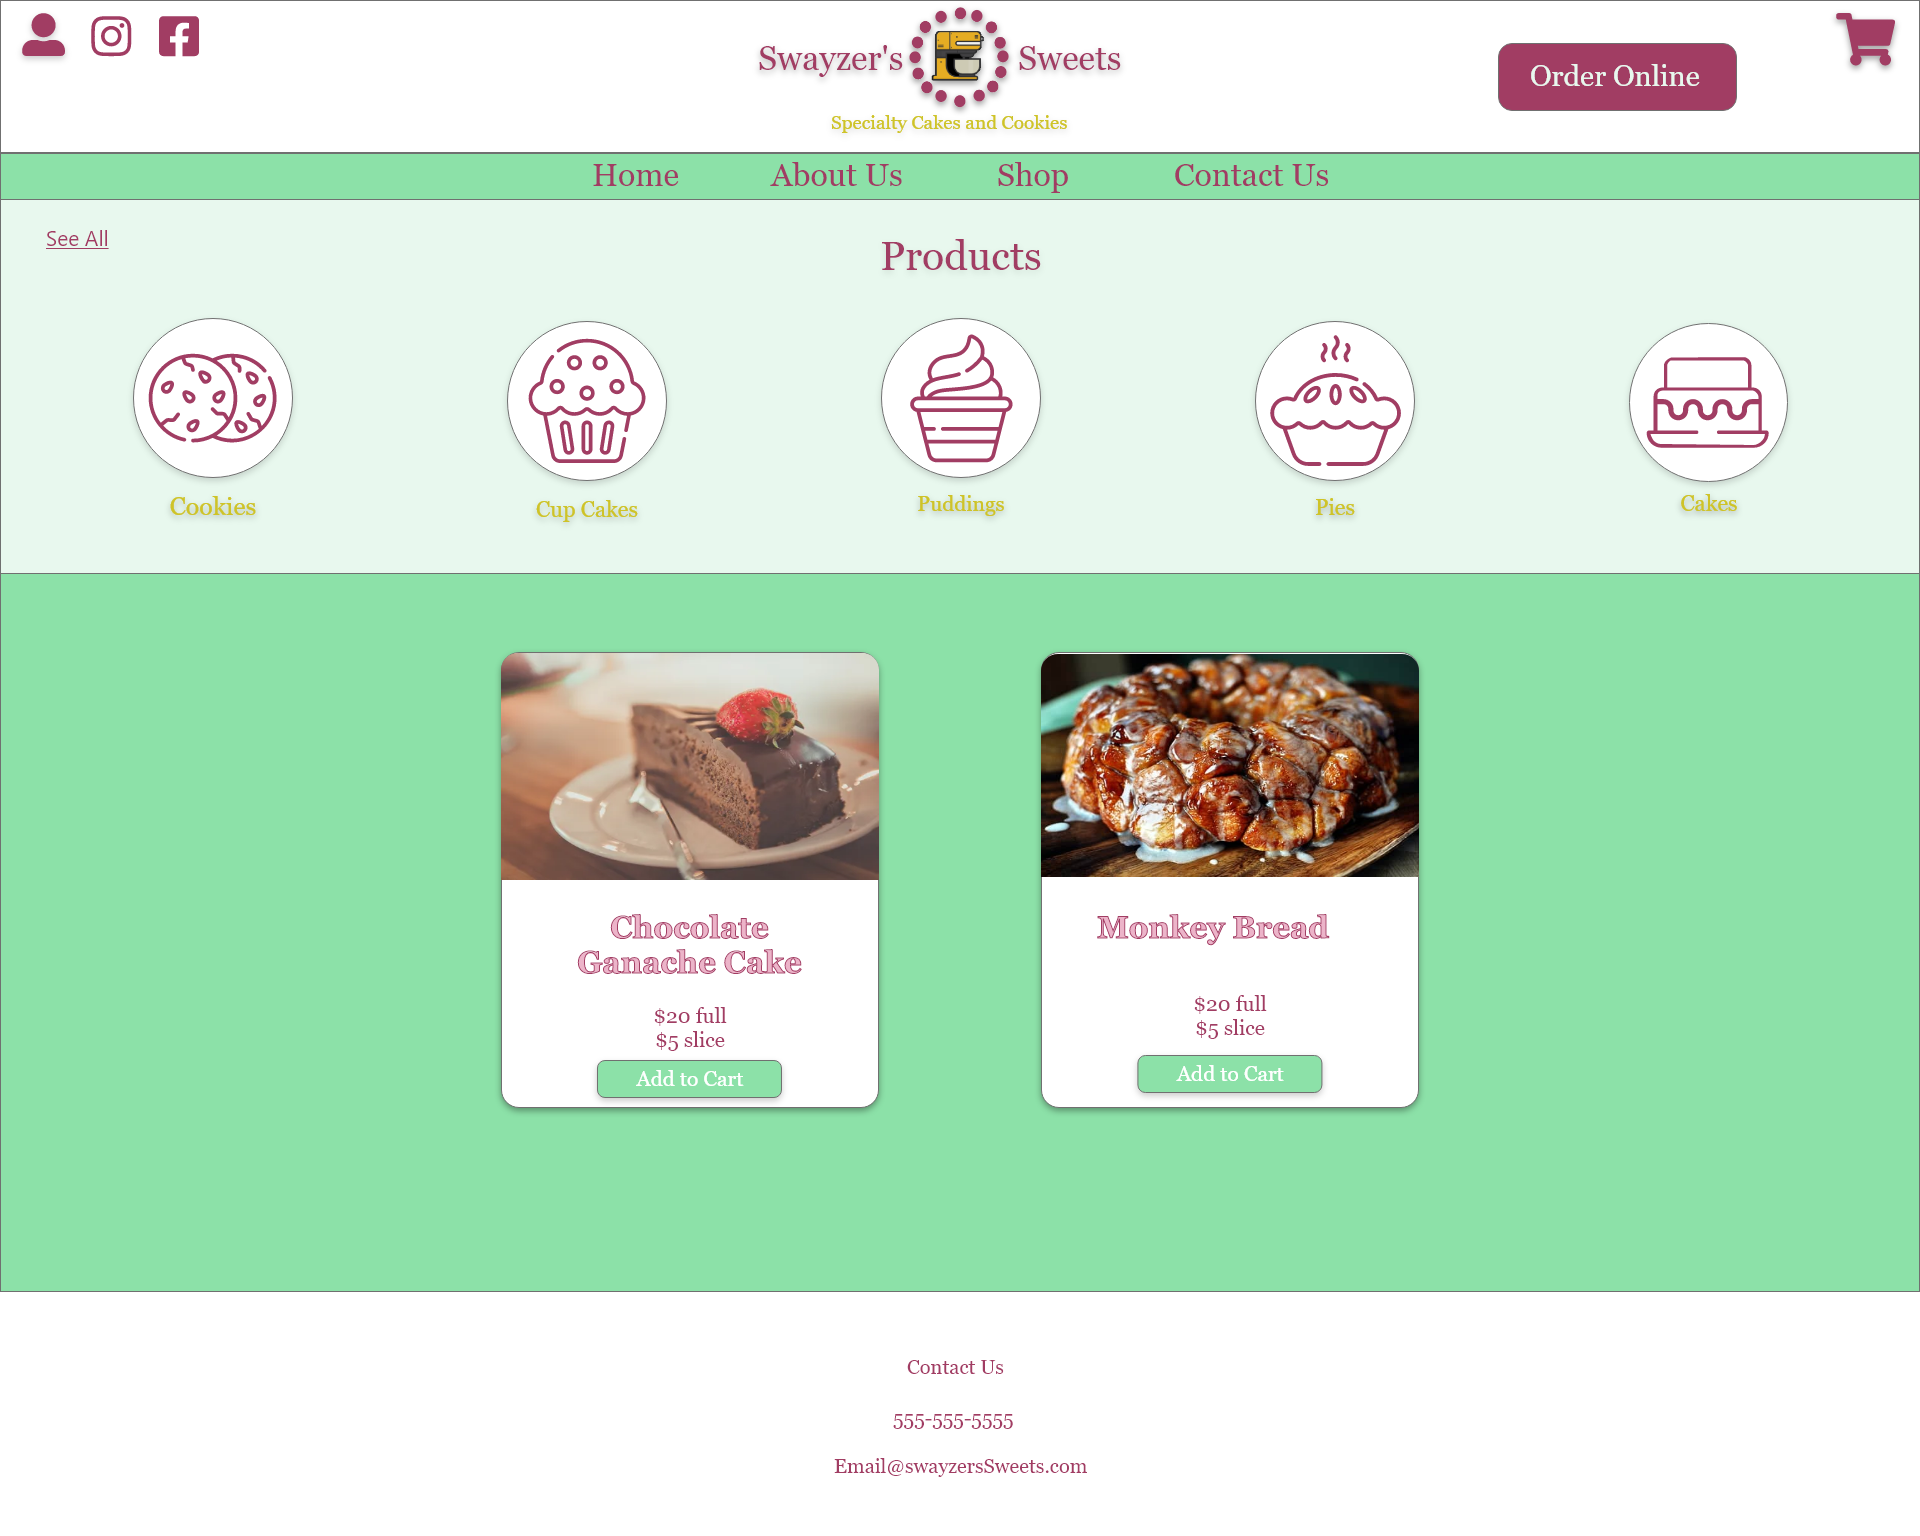 Swayzer's Sweets
Specialty Cakes and Cookies
Order Online
Home About Us Shop Contact Us
See All
Products
Cookies Cup Cakes Puddings Pies Cakes
Chocolate
Ganache Cake
$20 full
$5 slice
Add to Cart
Monkey Bread
$20 full
$5 slice
Add to Cart
Contact Us
555-555-5555
Email@swayzersSweets.com